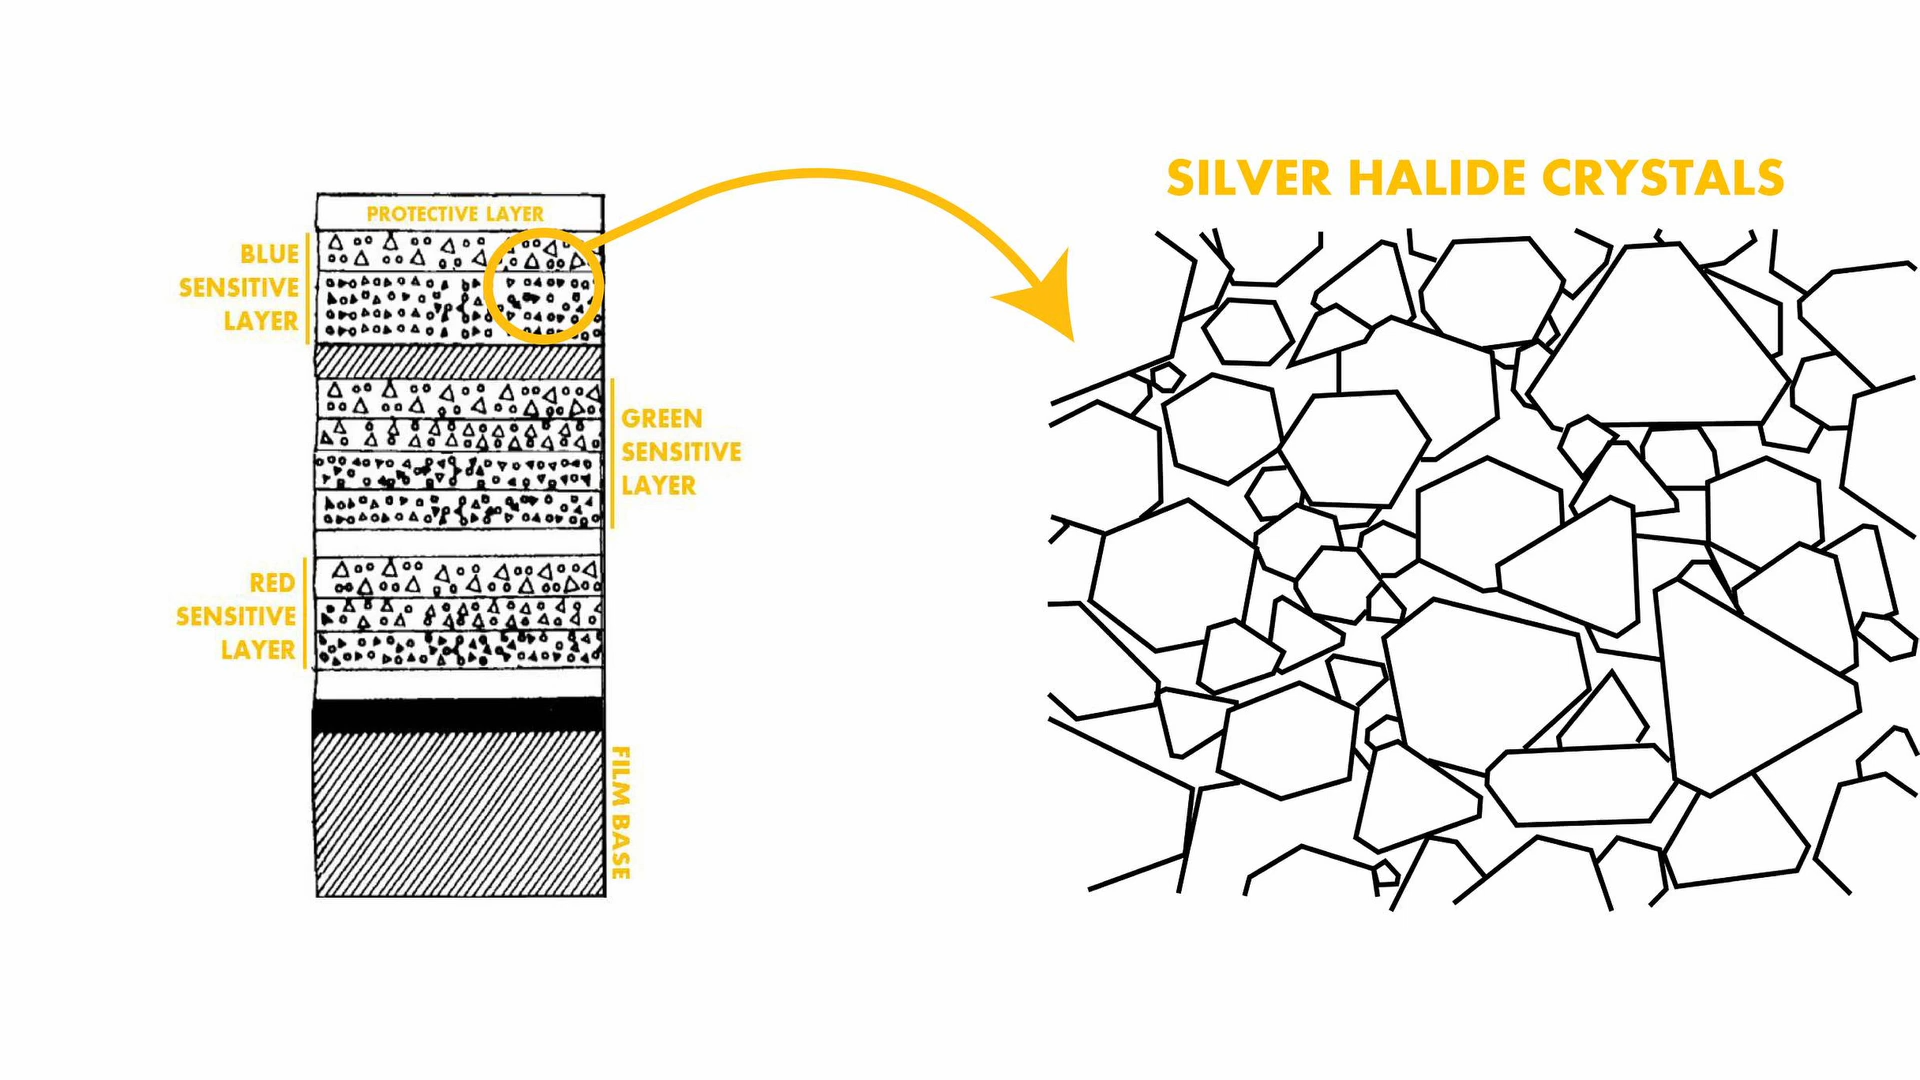 SILVER HALIDE CRYSTALS
PROTECTIVE LAYER
BLUE
SENSITIVE
LAYER
GREEN
SENSITIVE
LAYER
RED
SENSITIVE
LAYER
FILM BASE